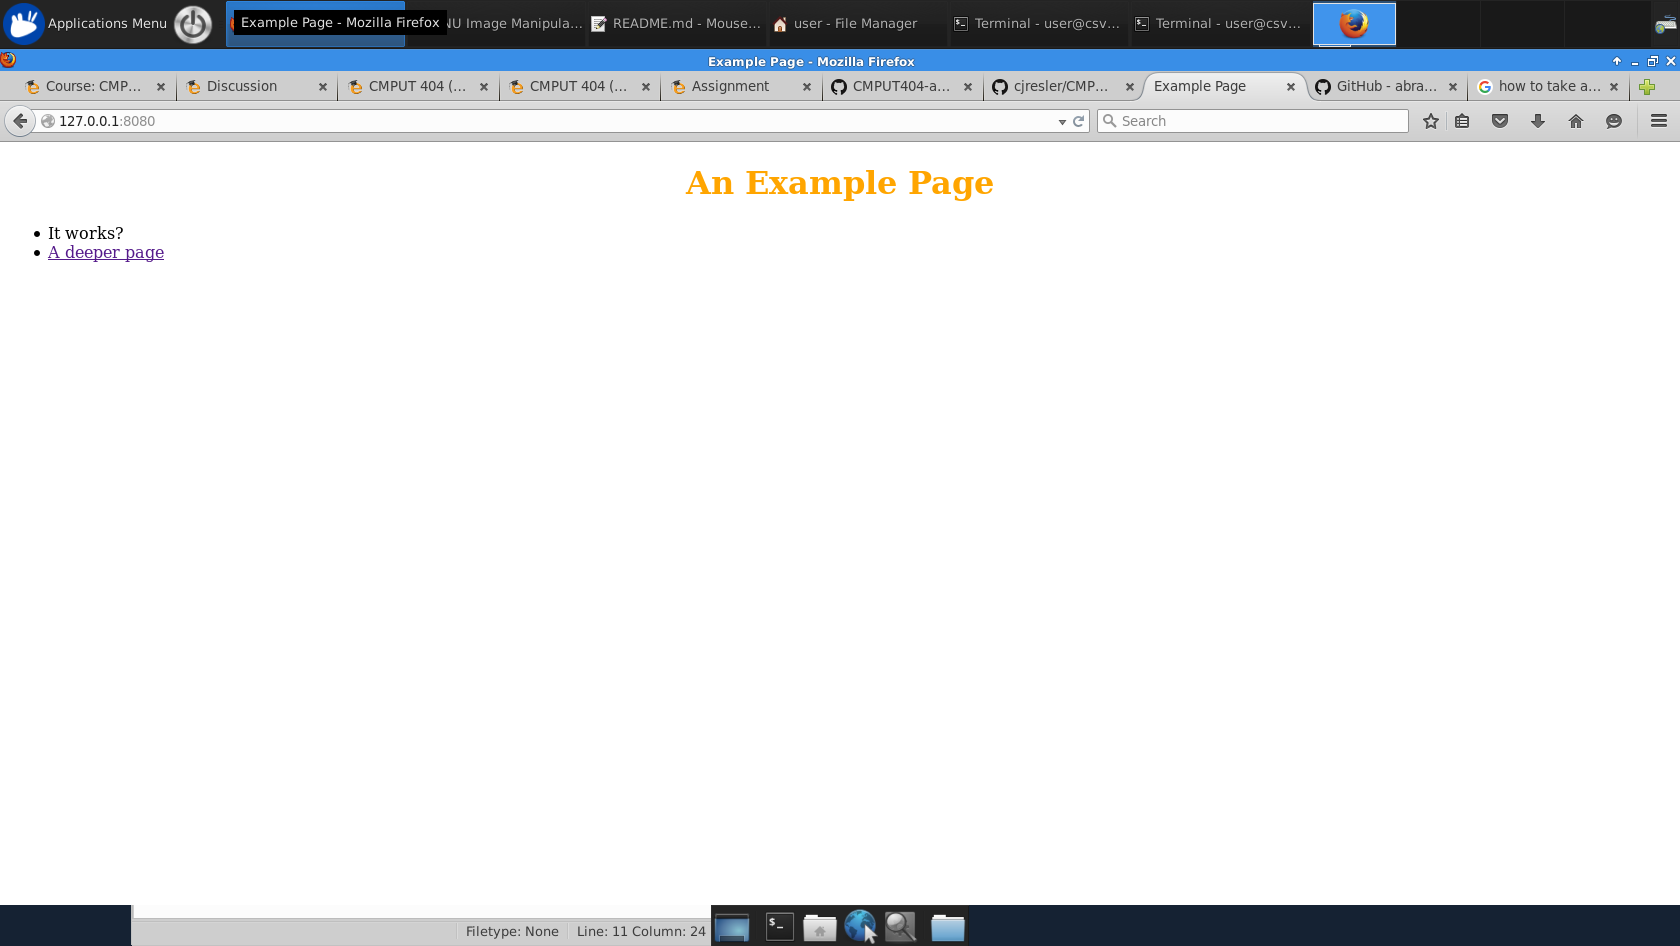 Applications Menu
Example Page - Mozilla Firefox
NU Image Manipula...
README.md - Mouse...
user - File Manager
Terminal - user@csv...
Terminal - user@csv...
Example Page - Mozilla Firefox
Course: CMP...
Discussion
CMPUT 404 (...
CMPUT 404 (...
Assignment
CMPUT404-a...
cjresler/CMP...
Example Page
GitHub - abra...
how to take a...
127.0.0.1:8080
Search
An Example Page
It works?
A deeper page
Filetype: None
Line: 11 Column: 24